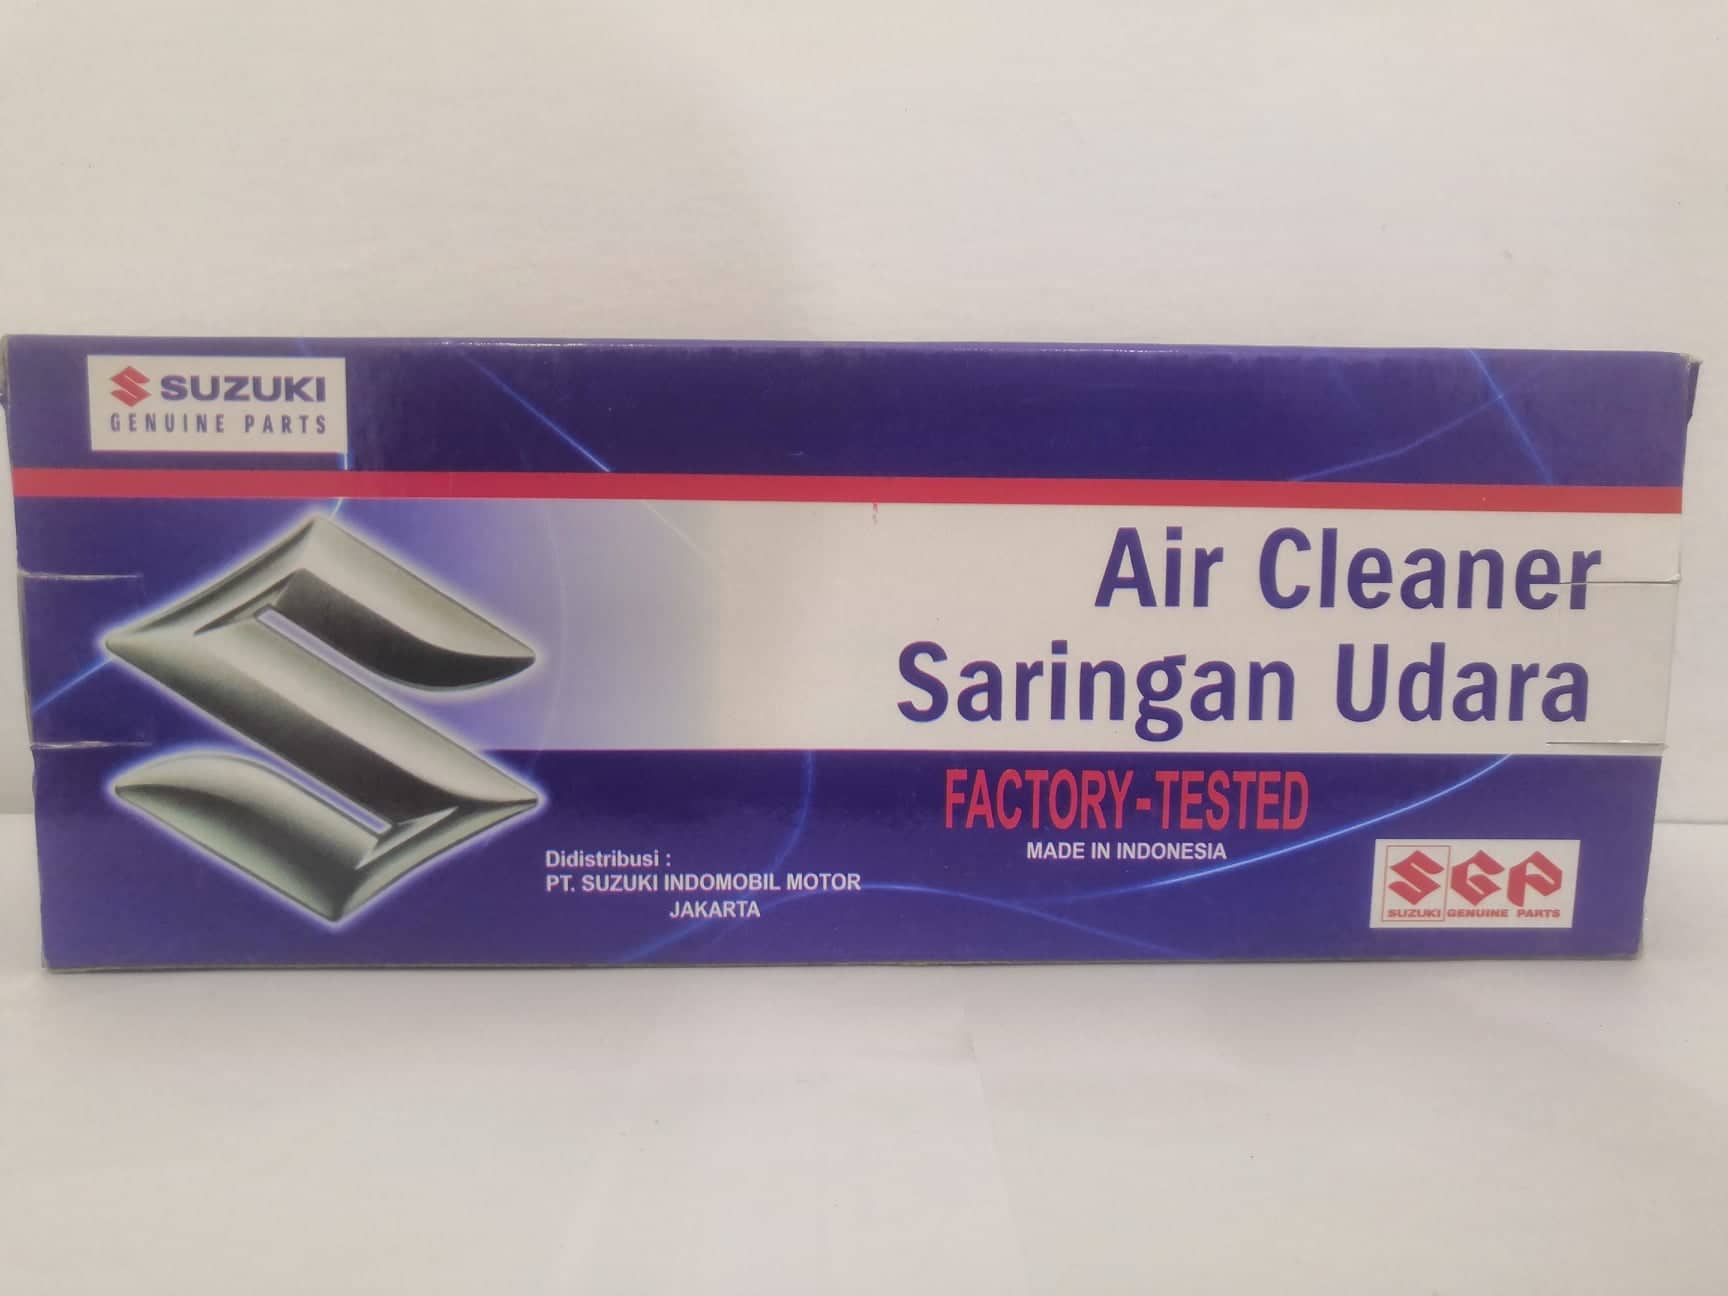 SUZUKI
GENUINE PARTS
Air Cleaner
Saringan Udara
FACTORY-TESTED
MADE IN INDONESIA
Didistribusi :
PT. SUZUKI INDOMOBIL MOTOR
JAKARTA
SGP
SUZUKI GENUINE PARTS